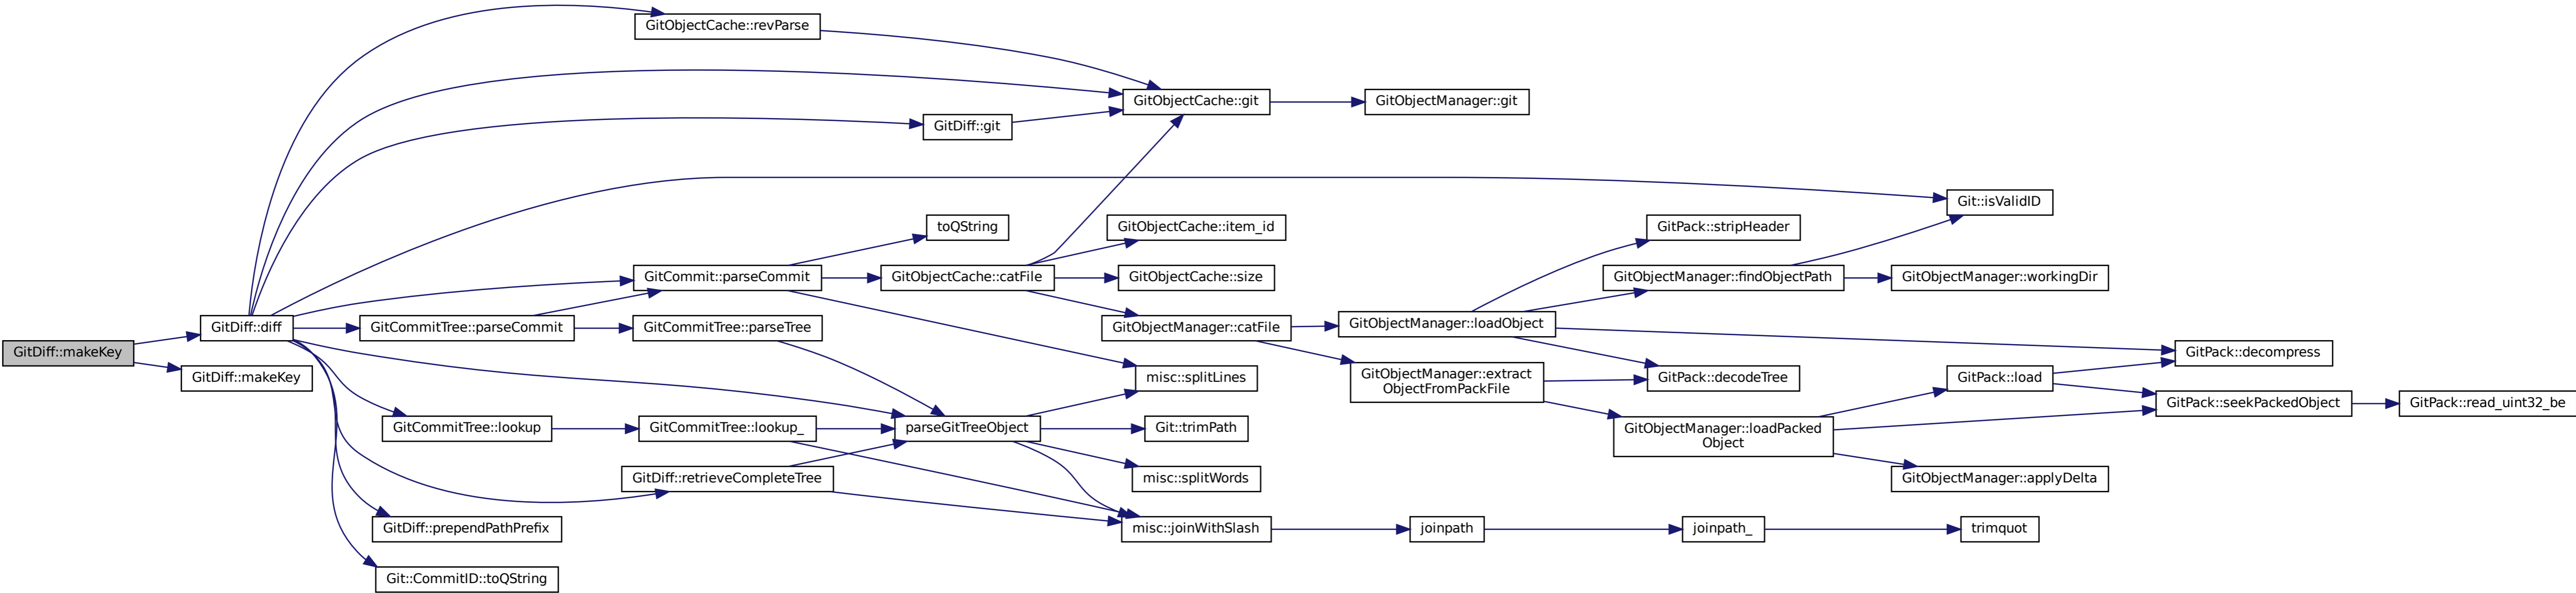 GitObjectCache::revParse
GitObjectCache::git
GitObjectManager::git
GitDiff::git
Git::isValidID
toQString
GitObjectCache::item_id
GitPack::stripHeader
GitCommit::parseCommit
GitObjectCache::catFile
GitObjectCache::size
GitObjectManager::findObjectPath
GitObjectManager::workingDir
GitDiff::diff
GitCommitTree::parseCommit
GitCommitTree::parseTree
GitObjectManager::catFile
GitObjectManager::loadObject
GitDiff::makeKey
GitPack::decompress
GitDiff::makeKey
misc::splitLines
GitObjectManager::extract
ObjectFromPackFile
GitPack::decodeTree
GitPack::load
GitPack::seekPackedObject
GitPack::read_uint32_be
GitCommitTree::lookup
GitCommitTree::lookup_
parseGitTreeObject
Git::trimPath
GitObjectManager::loadPacked
Object
GitDiff::retrieveCompleteTree
misc::splitWords
GitObjectManager::applyDelta
GitDiff::prependPathPrefix
misc::joinWithSlash
joinpath
joinpath_
trimquot
Git::CommitID::toQString